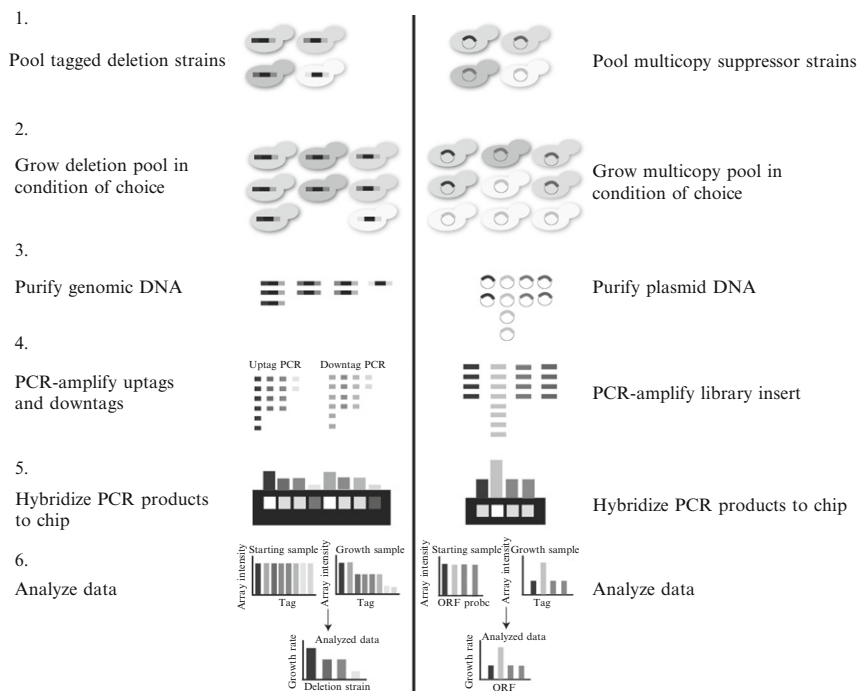 1.
Pool tagged deletion strains
Pool multicopy suppressor strains
2.
Grow deletion pool in
condition of choice
Grow multicopy pool in
condition of choice
3.
Purify genomic DNA
Purify plasmid DNA
4.
PCR-amplify uptags
and downtags
Uptag PCR
Downtag PCR
PCR-amplify library insert
5.
Hybridize PCR products
to chip
Hybridize PCR products to chip
6.
Analyze data
Array intensity
Starting sample
Tag
Array intensity
Growth sample
Tag
Growth rate
Analyzed data
Deletion strain
Array intensity
Starting sample
ORF probc
Array intensity
Growth sample
Tag
Growth rate
Analyzed data
ORF
Analyze data